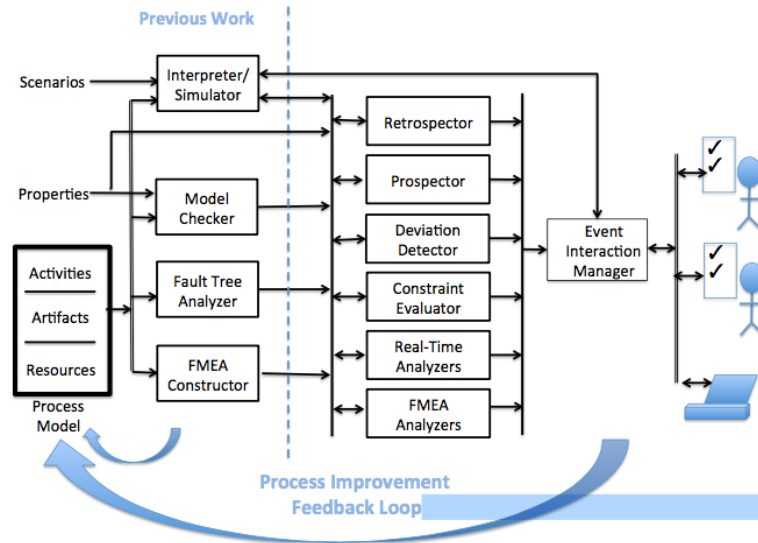 Previous Work
Scenarios
Interpreter/
Simulator
Retrospector
Properties
Model
Checker
Prospector
Deviation
Detector
Event
Interaction
Manager
Activities
Artifacts
Resources
Process
Model
Fault Tree
Analyzer
Constraint
Evaluator
FMEA
Constructor
Real-Time
Analyzers
FMEA
Analyzers
Process Improvement
Feedback Loop